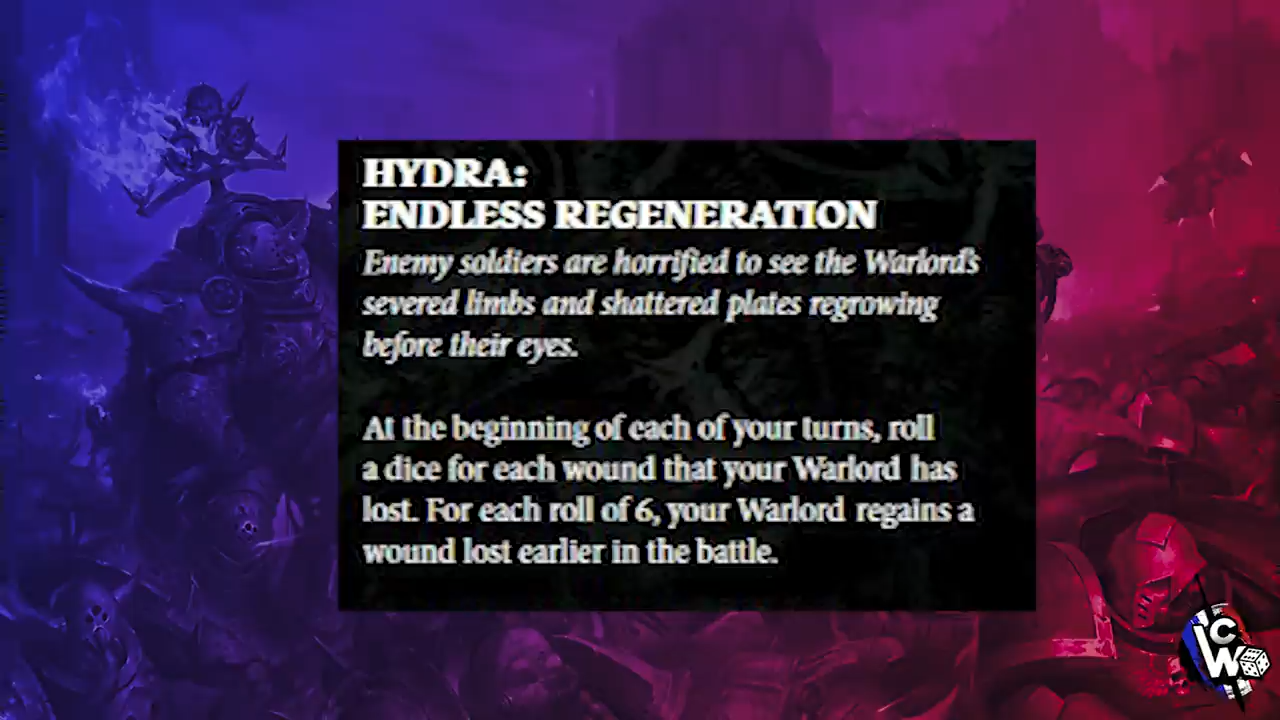 HYDRA:
ENDLESS REGENERATION
Enemy soldiers are horrified to see the Warlord's
severed limbs and shattered plates regrowing
before their eyes.
At the beginning of each of your turns, roll
a dice for each wound that your Warlord has
lost. For each roll of 6, your Warlord regains a
wound lost earlier in the battle.
ICW